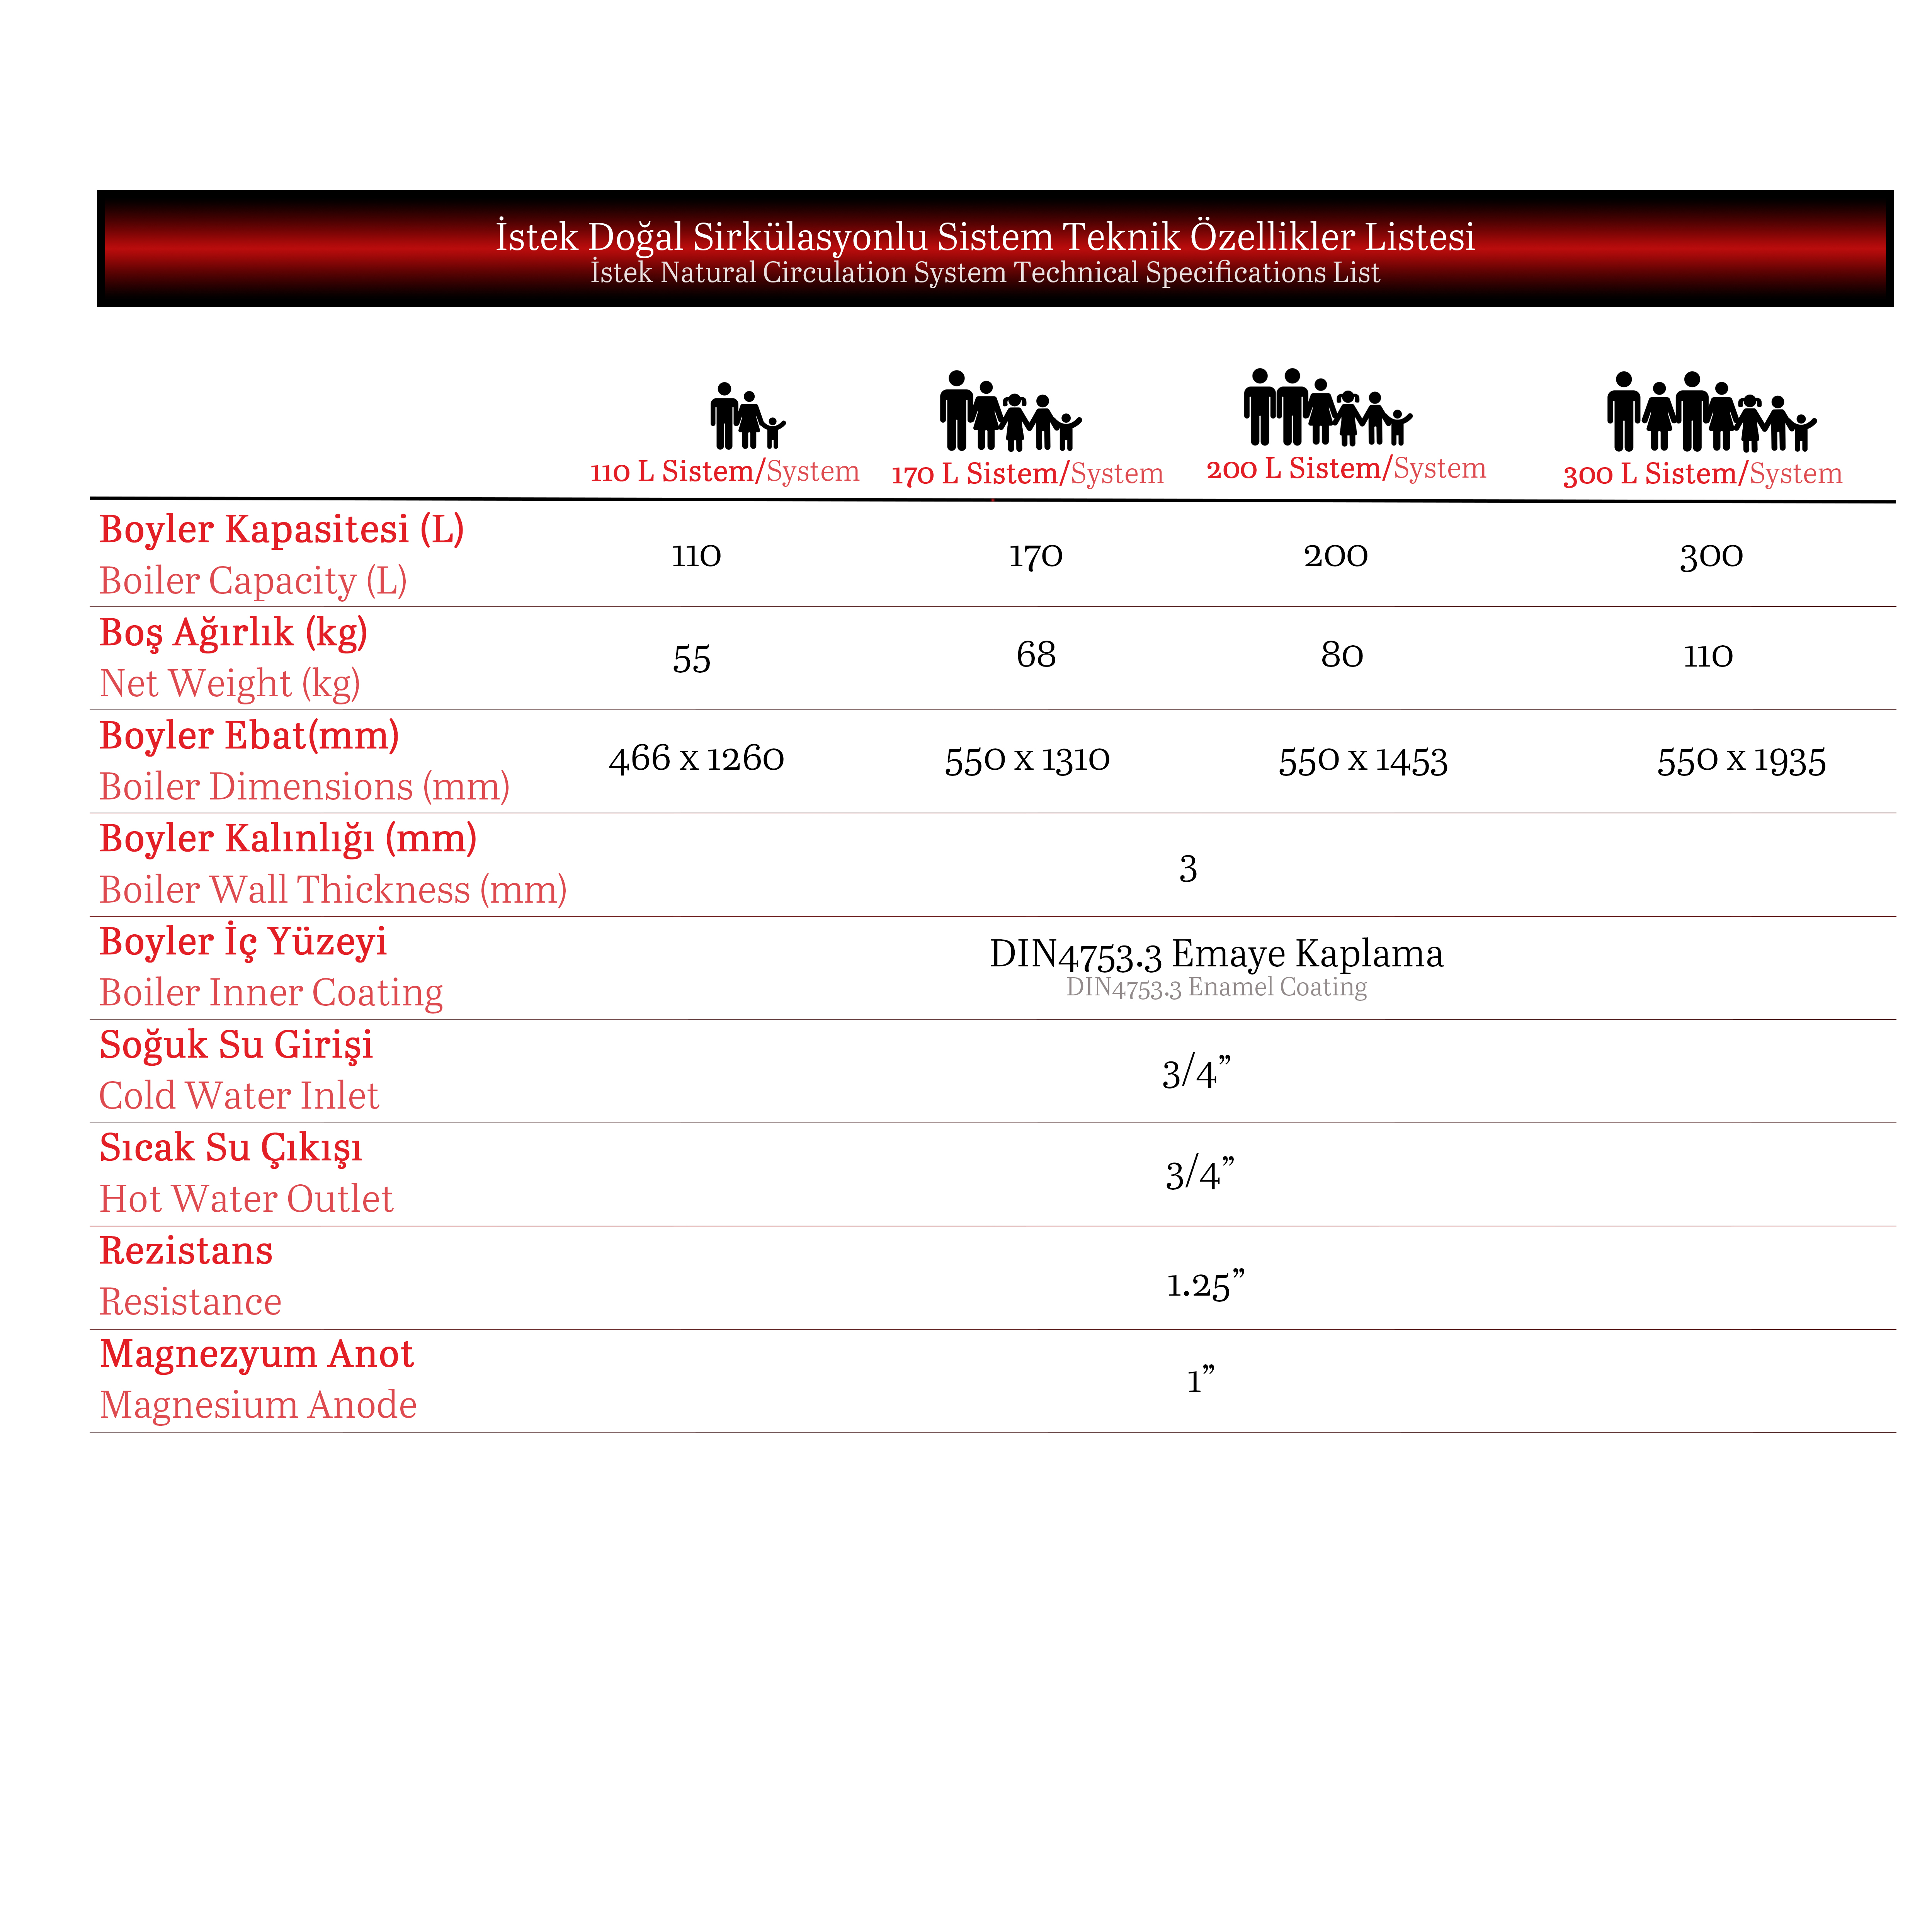 İstek Doğal Sirkülasyonlu Sistem Teknik Özellikler Listesi
İstek Natural Circulation System Technical Specifications List
110 L Sistem/System 170 L Sistem/System 200 L Sistem/System 300 L Sistem/System
Boyler Kapasitesi (L)
Boiler Capacity (L)
110 170 200 300
Boş Ağırlık (kg)
Net Weight (kg)
55 68 80 110
Boyler Ebat(mm)
Boiler Dimensions (mm)
466 x 1260 550 x 1310 550 x 1453 550 x 1935
Boyler Kalınlığı (mm)
Boiler Wall Thickness (mm)
3
Boyler İç Yüzeyi
Boiler Inner Coating
DIN4753.3 Emaye Kaplama
DIN4753.3 Enamel Coating
Soğuk Su Girişi
Cold Water Inlet
3/4”
Sıcak Su Çıkışı
Hot Water Outlet
3/4”
Rezistans
Resistance
1.25”
Magnezyum Anot
Magnesium Anode
1”